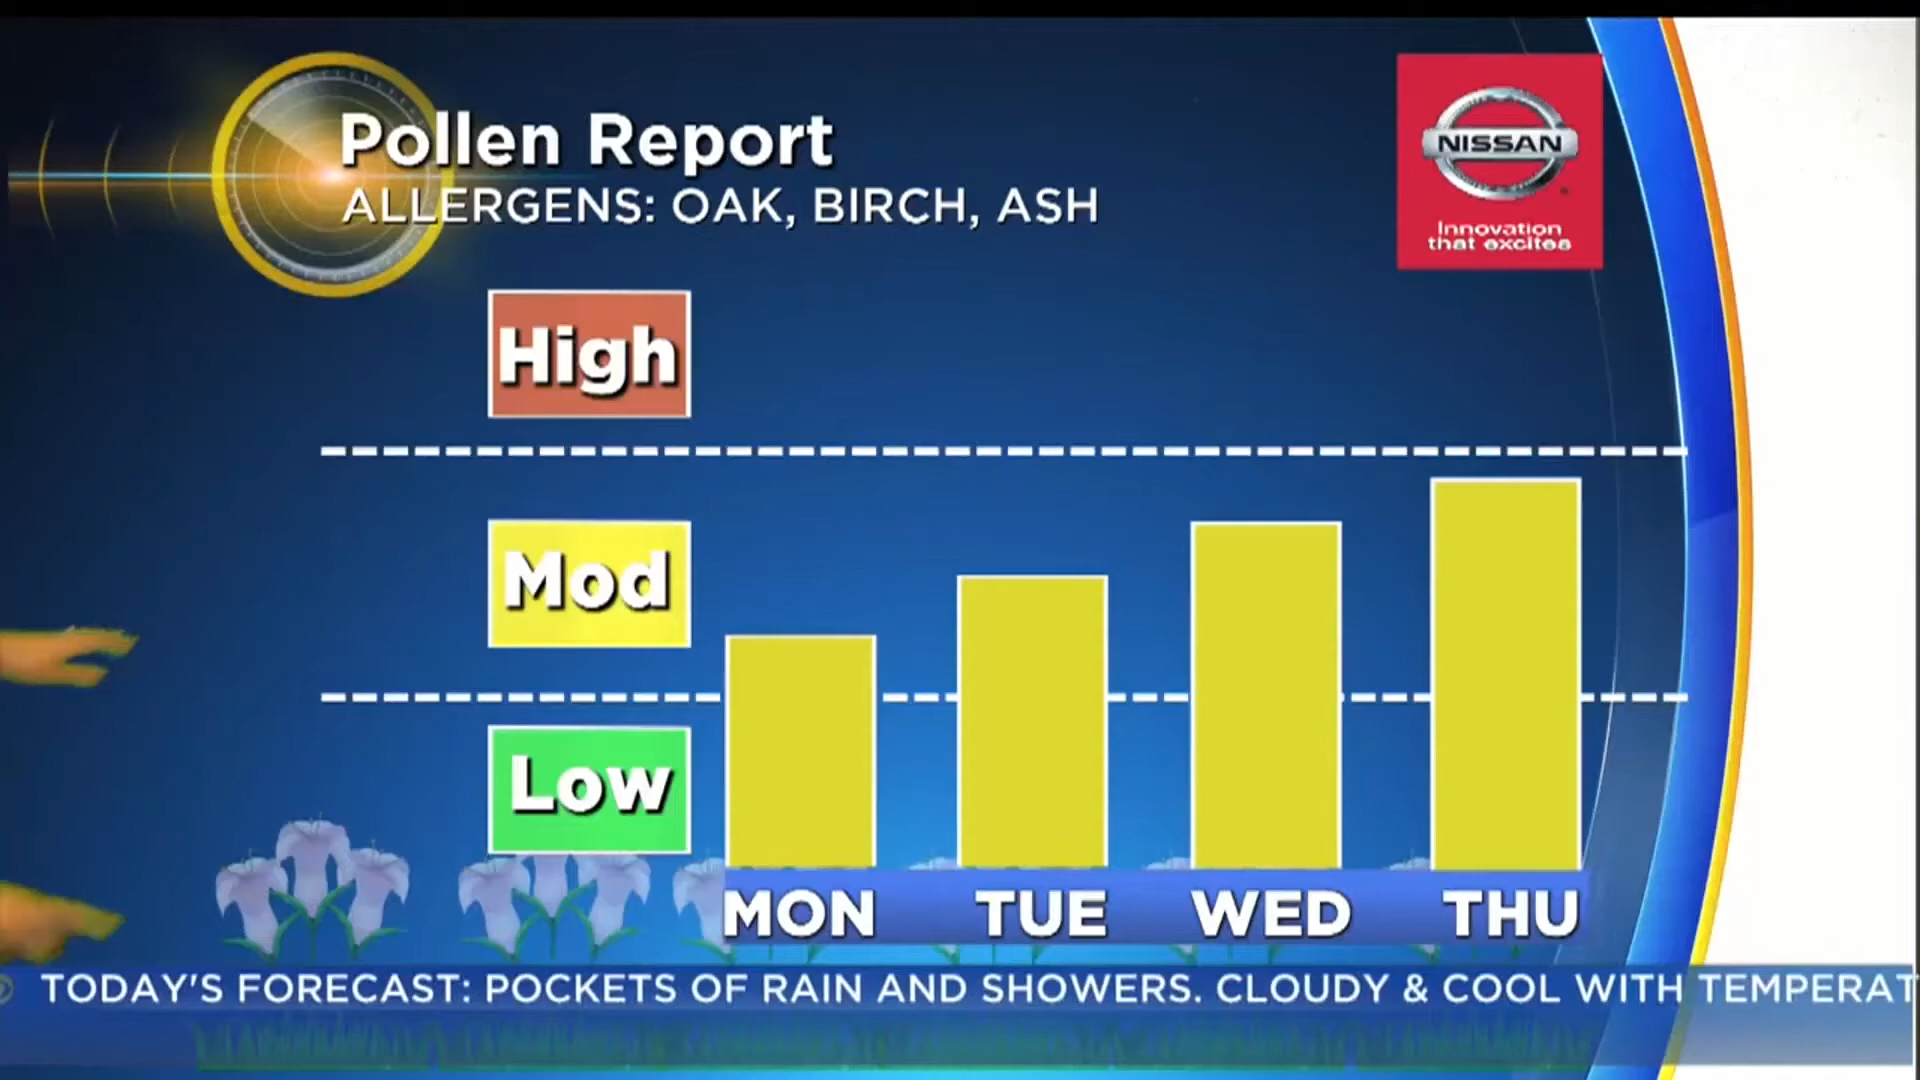 Pollen Report
ALLERGENS: OAK, BIRCH, ASH
NISSAN
Innovation
that excites
High
Mod
Low
MON TUE WED THU
TODAY'S FORECAST: POCKETS OF RAIN AND SHOWERS. CLOUDY & COOL WITH TEMPERAT